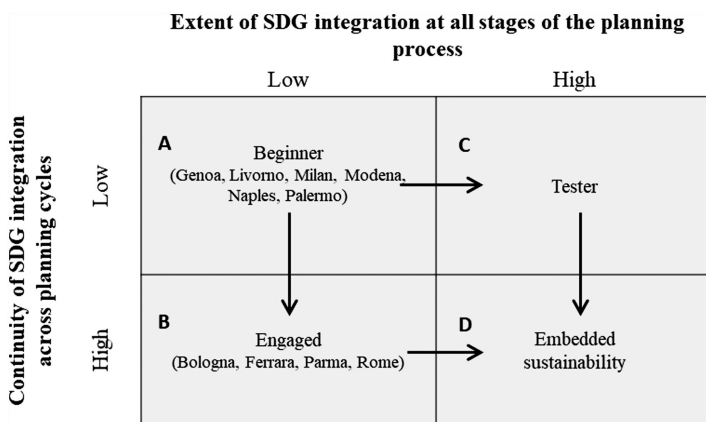 Extent of SDG integration at all stages of the planning
process
Low
High
Continuity of SDG integration
across planning cycles
Low
High
A
Beginner
(Genoa, Livorno, Milan, Modena,
Naples, Palermo)
C
Tester
B
Engaged
(Bologna, Ferrara, Parma, Rome)
D
Embedded
sustainability